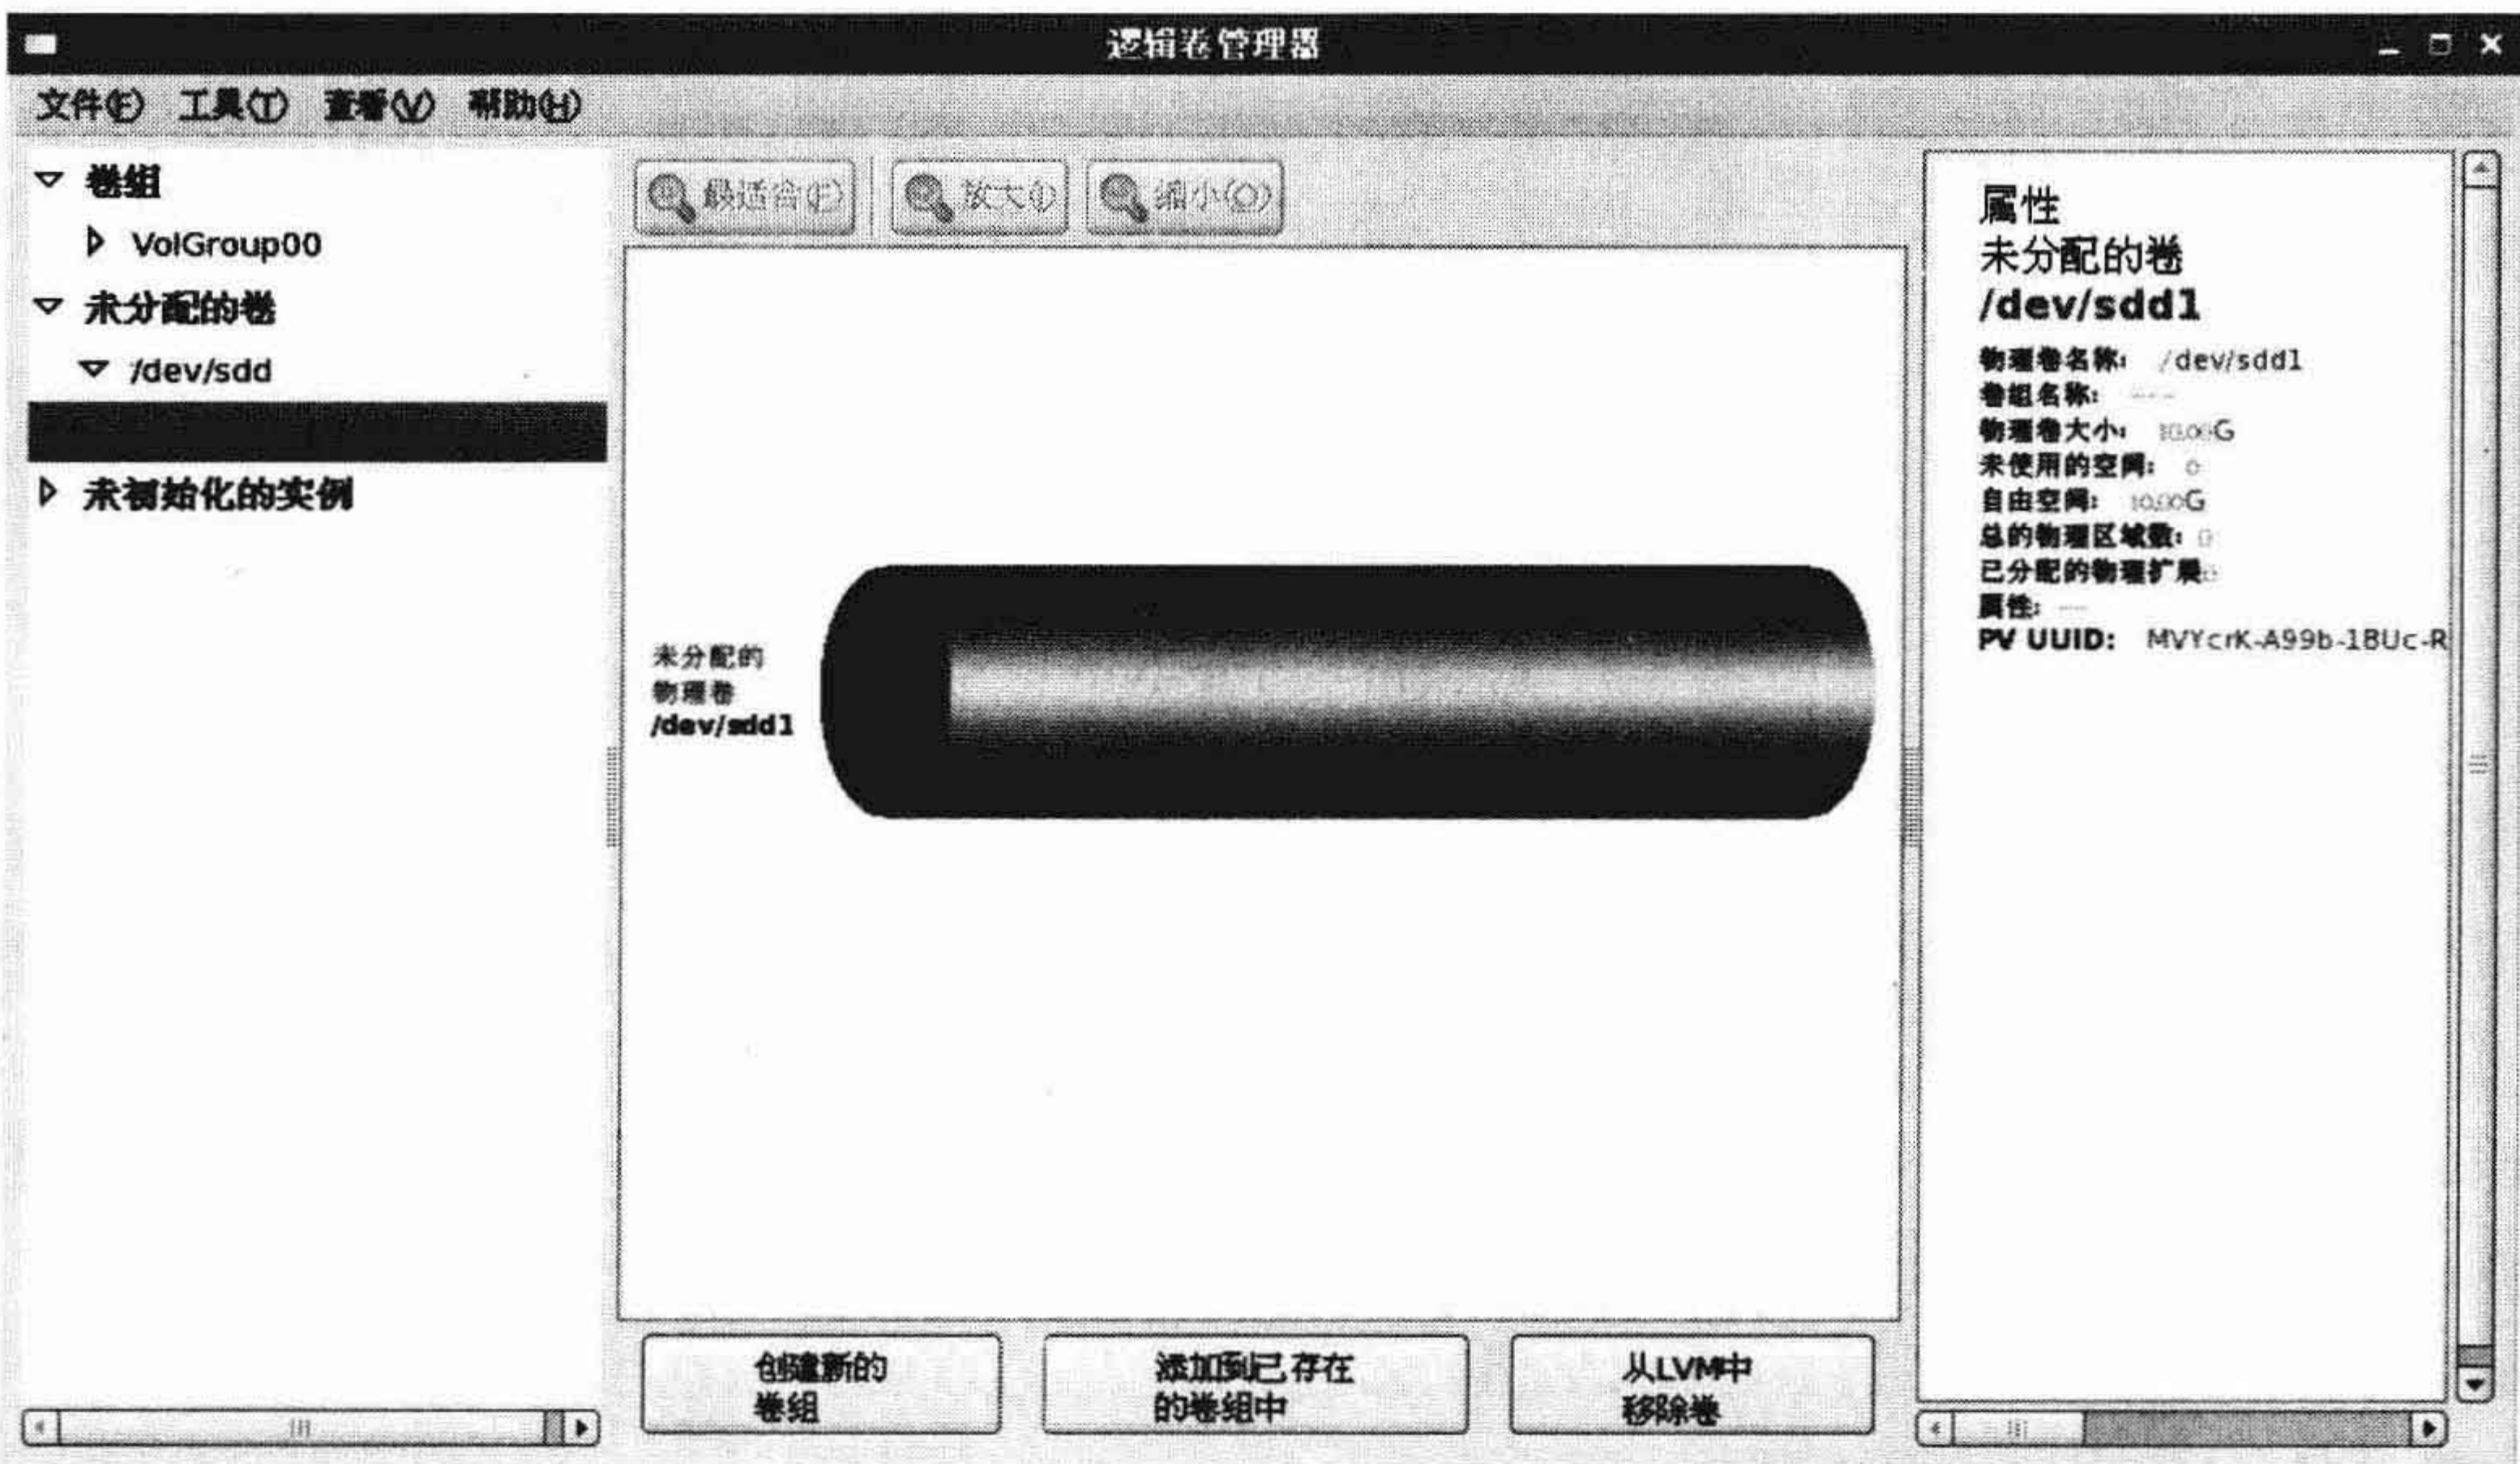 逻辑卷管理器
文件(F) 工具(T) 查看(V) 帮助(H)
卷组
VolGroup00
未分配的卷
/dev/sdd
未初始化的实例
最适合(F) 放大(I) 缩小(O)
未分配的
物理卷
/dev/sdd1
创建新的
卷组
添加到已存在
的卷组中
从LVM中
移除卷
属性
未分配的卷
/dev/sdd1
物理卷名称: /dev/sdd1
卷组名称: ---
物理卷大小: 10.00G
未使用的空间: 0
自由空间: 10.00G
总的物理区域数: 0
已分配的物理扩展: 0
属性: ---
PV UUID: MVYcrK-A99b-1BUc-R